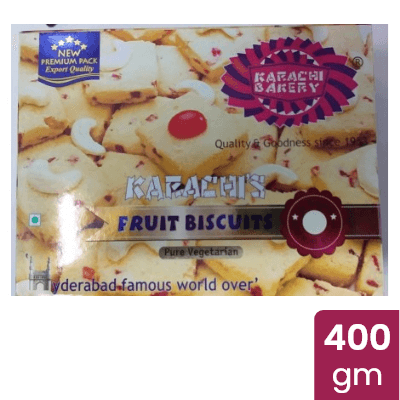 NEW
PREMIUM PACK
Export Quality
KARACHI
BAKERY
®
Quality & Goodness since 1953
KARACHI'S
FRUIT BISCUITS
Pure Vegetarian
Hyderabad famous world over'
400
gm